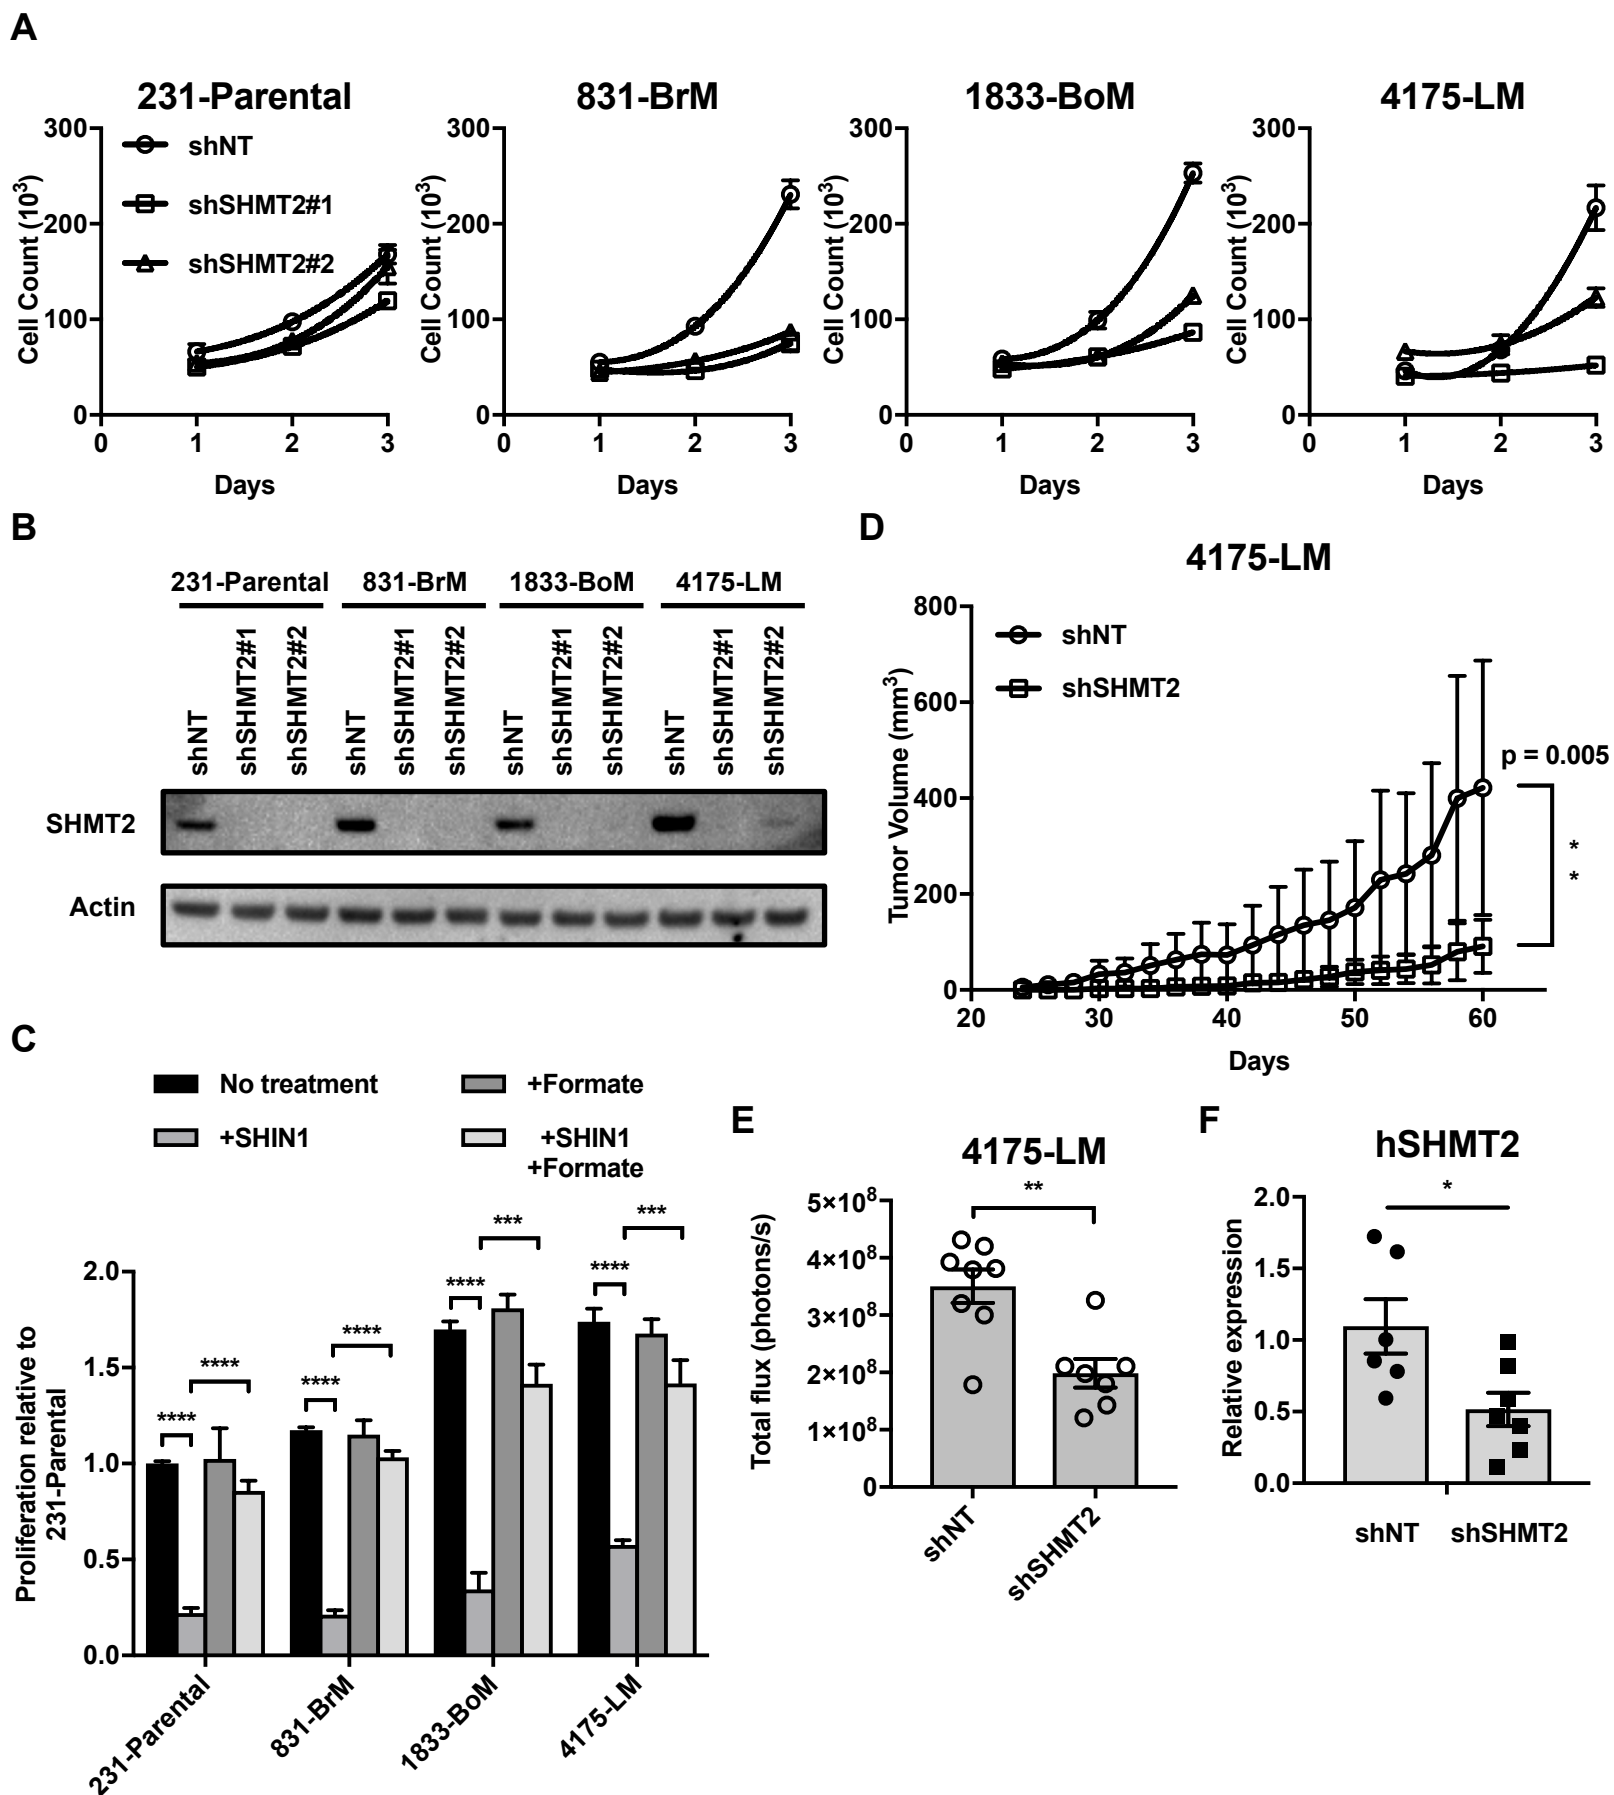 A
231-Parental
831-BrM
1833-BoM
4175-LM
shNT
shSHMT2#1
shSHMT2#2
Cell Count (10³)
300
200
100
0
0 1 2 3
Days
Cell Count (10³)
300
200
100
0
0 1 2 3
Days
Cell Count (10³)
300
200
100
0
0 1 2 3
Days
Cell Count (10³)
300
200
100
0
0 1 2 3
Days
B
231-Parental 831-BrM 1833-BoM 4175-LM
shNT shSHMT2#1 shSHMT2#2 shNT shSHMT2#1 shSHMT2#2 shNT shSHMT2#1 shSHMT2#2 shNT shSHMT2#1 shSHMT2#2
SHMT2
Actin
D
4175-LM
shNT
shSHMT2
Tumor Volume (mm³)
800
600
400
200
0
20 30 40 50 60
Days
p = 0.005
*
*
C
No treatment
+Formate
+SHIN1
+SHIN1
+Formate
Proliferation relative to
231-Parental
2.0
1.5
1.0
0.5
0.0
**** ****
**** ****
**** ***
**** ***
231-Parental
831-BrM
1833-BoM
4175-LM
E
4175-LM
**
Total flux (photons/s)
5×10⁸
4×10⁸
3×10⁸
2×10⁸
1×10⁸
0
shNT
shSHMT2
F
hSHMT2
*
Relative expression
2.0
1.5
1.0
0.5
0.0
shNT shSHMT2